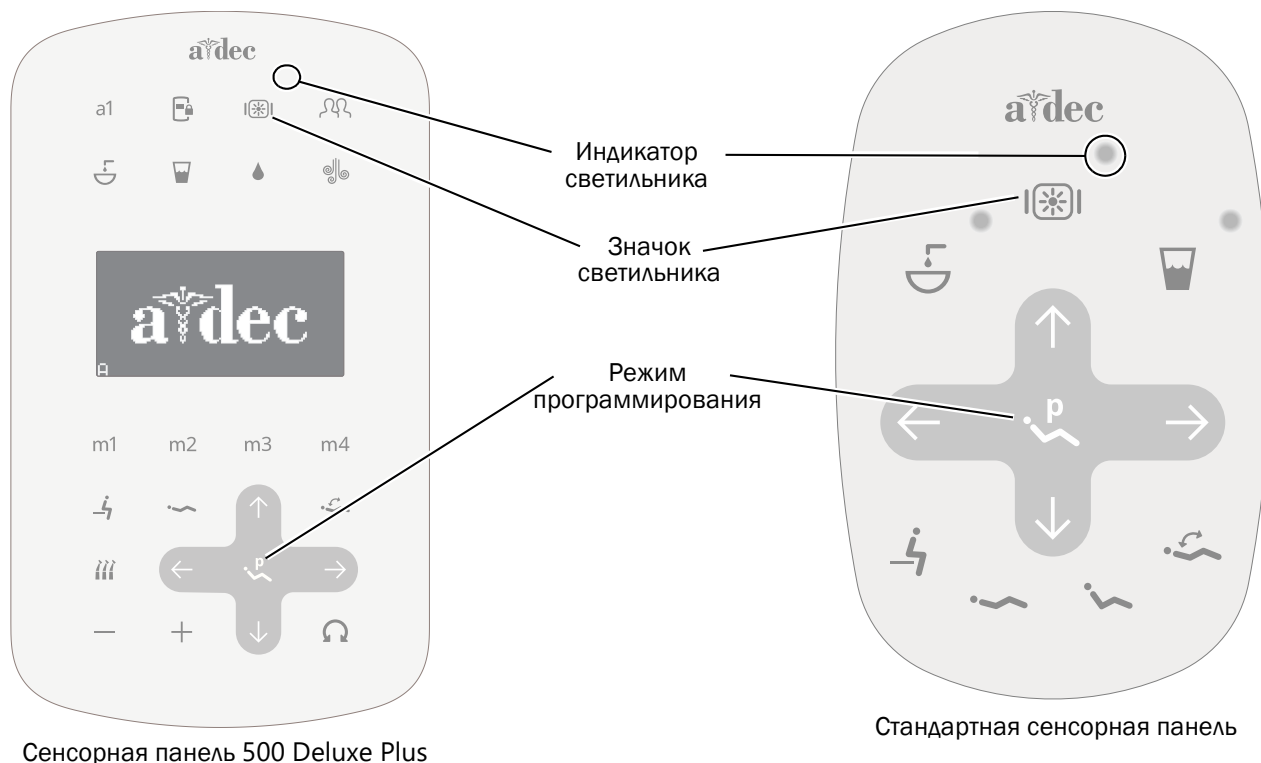 a dec
a1
a dec
A
m1 m2 m3 m4
p
Сенсорная панель 500 Deluxe Plus
Индикатор
светильника
Значок
светильника
Режим
программирования
a dec
p
Стандартная сенсорная панель